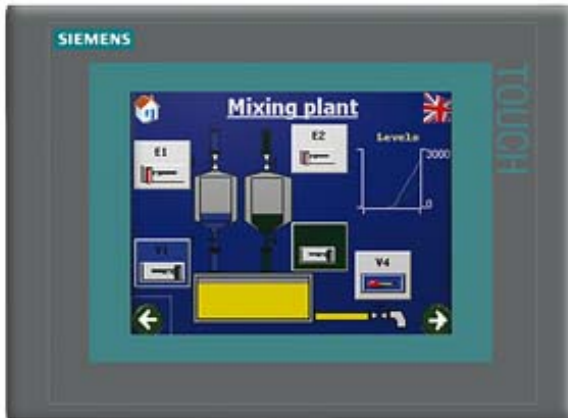 SIEMENS
TOUCH
Mixing plant
E1
E2
Levels
3000
0
V1
V4